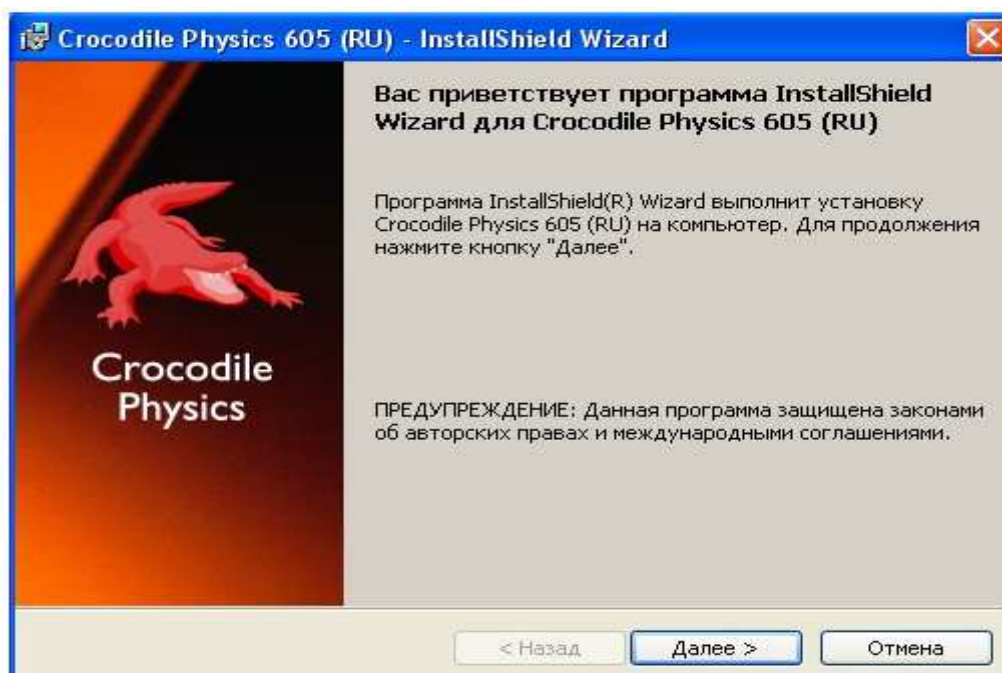 Crocodile Physics 605 (RU) - InstallShield Wizard
Вас приветствует программа InstallShield
Wizard для Crocodile Physics 605 (RU)
Программа InstallShield(R) Wizard выполнит установку
Crocodile Physics 605 (RU) на компьютер. Для продолжения
нажмите кнопку "Далее".
Crocodile
Physics
ПРЕДУПРЕЖДЕНИЕ: Данная программа защищена законами
об авторских правах и международными соглашениями.
< Назад
Далее >
Отмена